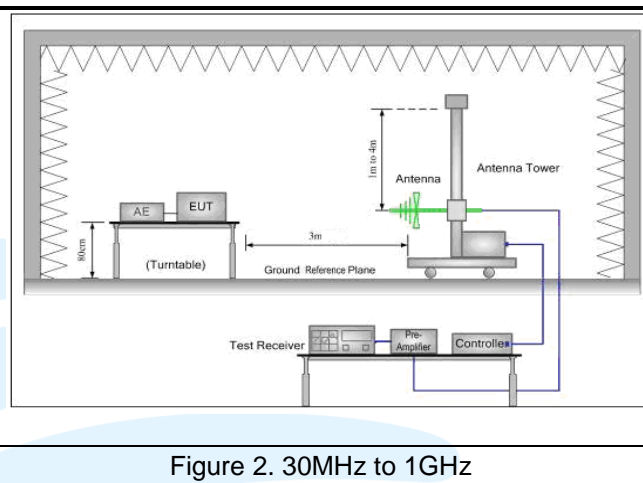 1m to 4m
Antenna
Antenna Tower
AE
EUT
80cm
(Turntable)
3m
Ground Reference Plane
Test Receiver
Pre-
Amplifier
Controller
Figure 2. 30MHz to 1GHz